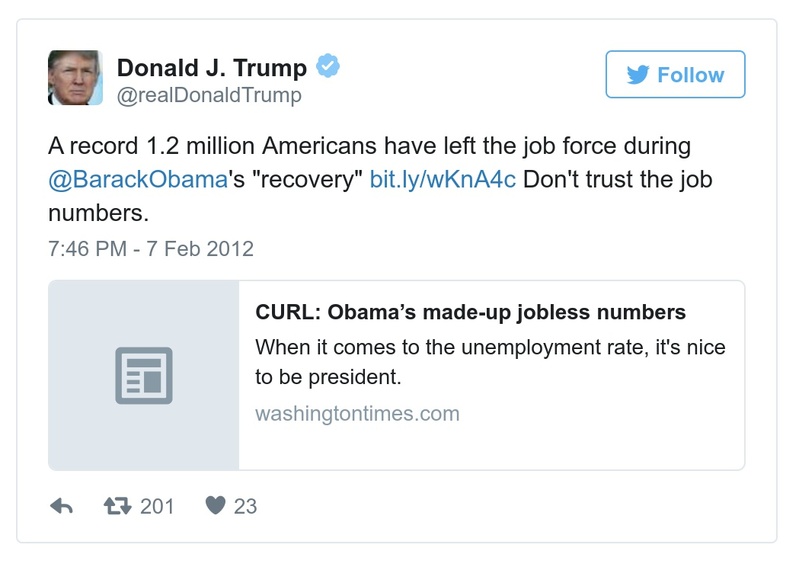 Donald J. Trump
@realDonaldTrump
Follow
A record 1.2 million Americans have left the job force during
@BarackObama's "recovery" bit.ly/wKnA4c Don't trust the job
numbers.
7:46 PM - 7 Feb 2012
CURL: Obama’s made-up jobless numbers
When it comes to the unemployment rate, it's nice
to be president.
washingtontimes.com
201 23